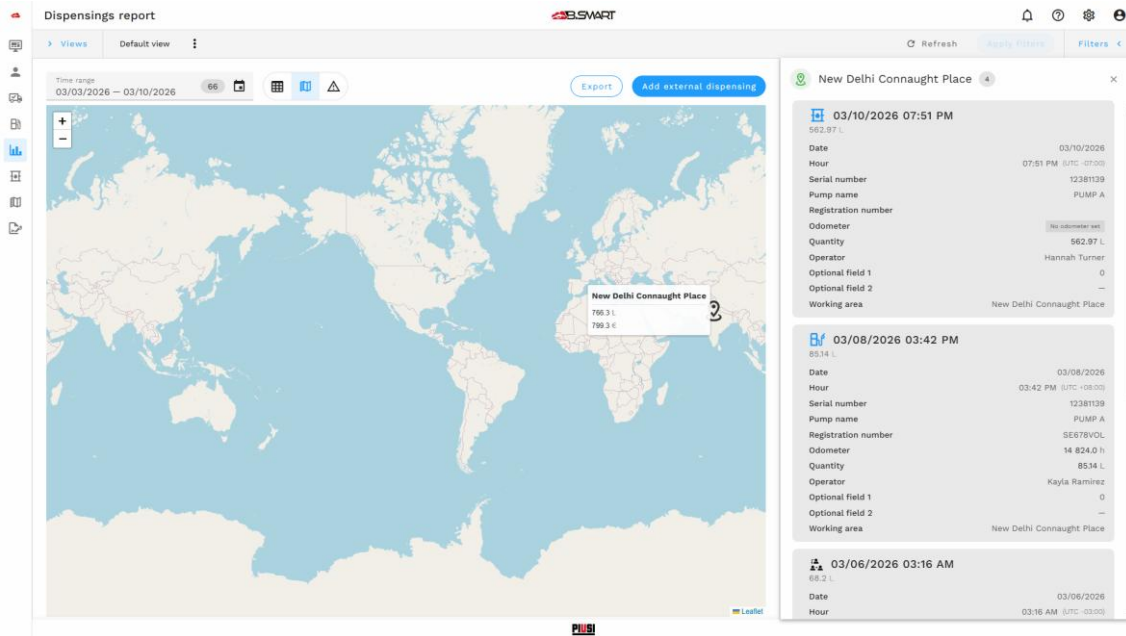 Dispensings report
B.SMART
Views
Default view
Refresh
Apply Filters
Filters
Time range
03/03/2026 — 03/10/2026
66
Export
Add external dispensing
+
−
New Delhi Connaught Place
766.3 L
799.3 €
Leaflet
New Delhi Connaught Place 4
03/10/2026 07:51 PM
562.97 L
Date 03/10/2026
Hour 07:51 PM (UTC -07:00)
Serial number 12381139
Pump name PUMP A
Registration number
Odometer No odometer set
Quantity 562.97 L
Operator Hannah Turner
Optional field 1 0
Optional field 2 —
Working area New Delhi Connaught Place
03/08/2026 03:42 PM
85.14 L
Date 03/08/2026
Hour 03:42 PM (UTC +08:00)
Serial number 12381139
Pump name PUMP A
Registration number SE678VOL
Odometer 14 824.0 h
Quantity 85.14 L
Operator Kayla Ramirez
Optional field 1 0
Optional field 2 —
Working area New Delhi Connaught Place
03/06/2026 03:16 AM
68.2 L
Date 03/06/2026
Hour 03:16 AM (UTC -03:00)
PIUSI